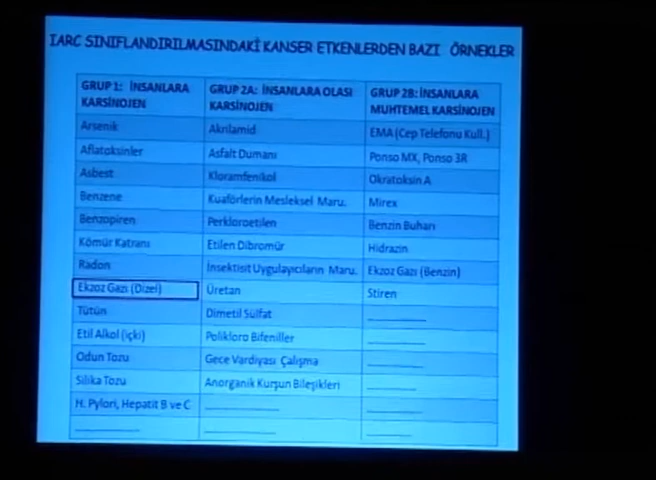 IARC SINIFLANDIRILMASINDAKİ KANSER ETKENLERDEN BAZI ÖRNEKLER
GRUP 1: İNSANLARA KARSİNOJEN
GRUP 2A: İNSANLARA OLASI KARSİNOJEN
GRUP 2B: İNSANLARA MUHTEMEL KARSİNOJEN
Arsenik
Akrilamid
EMA (Cep Telefonu Kull.)
Aflatoksinler
Asfalt Dumanı
Ponso MX, Ponso 3R
Asbest
Kloramfenikol
Okratoksin A
Benzene
Kuaförlerin Mesleksel Maru.
Mirex
Benzopiren
Perkloroetilen
Benzin Buharı
Kömür Katranı
Etilen Dibromür
Hidrazin
Radon
İnsektisit Uygulayıcıların Maru.
Ekzoz Gazı (Benzin)
Ekzoz Gazı (Dizel)
Üretan
Stiren
Tütün
Dimetil Sülfat
Etil Alkol (içki)
Polikloro Bifeniller
Odun Tozu
Gece Vardiyası Çalışma
Silika Tozu
Anorganik Kurşun Bileşikleri
H. Pylori, Hepatit B ve C